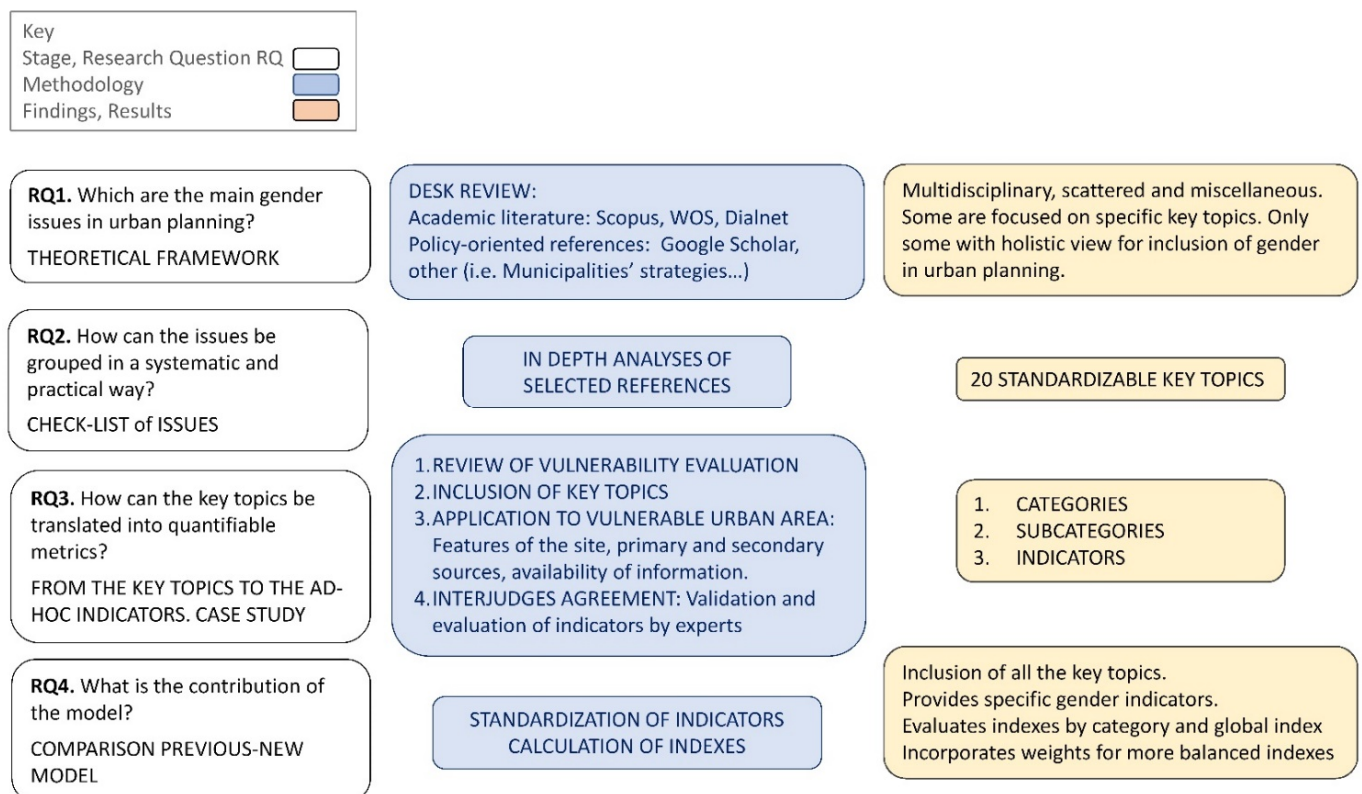 Key
Stage, Research Question RQ
Methodology
Findings, Results
RQ1. Which are the main gender
issues in urban planning?
THEORETICAL FRAMEWORK
DESK REVIEW:
Academic literature: Scopus, WOS, Dialnet
Policy-oriented references: Google Scholar,
other (i.e. Municipalities' strategies...)
Multidisciplinary, scattered and miscellaneous.
Some are focused on specific key topics. Only
some with holistic view for inclusion of gender
in urban planning.
RQ2. How can the issues be
grouped in a systematic and
practical way?
CHECK-LIST of ISSUES
IN DEPTH ANALYSES OF
SELECTED REFERENCES
20 STANDARDIZABLE KEY TOPICS
RQ3. How can the key topics be
translated into quantifiable
metrics?
FROM THE KEY TOPICS TO THE AD-
HOC INDICATORS. CASE STUDY
1. REVIEW OF VULNERABILITY EVALUATION
2. INCLUSION OF KEY TOPICS
3. APPLICATION TO VULNERABLE URBAN AREA:
Features of the site, primary and secondary
sources, availability of information.
4. INTERJUDGES AGREEMENT: Validation and
evaluation of indicators by experts
1. CATEGORIES
2. SUBCATEGORIES
3. INDICATORS
RQ4. What is the contribution of
the model?
COMPARISON PREVIOUS-NEW
MODEL
STANDARDIZATION OF INDICATORS
CALCULATION OF INDEXES
Inclusion of all the key topics.
Provides specific gender indicators.
Evaluates indexes by category and global index
Incorporates weights for more balanced indexes